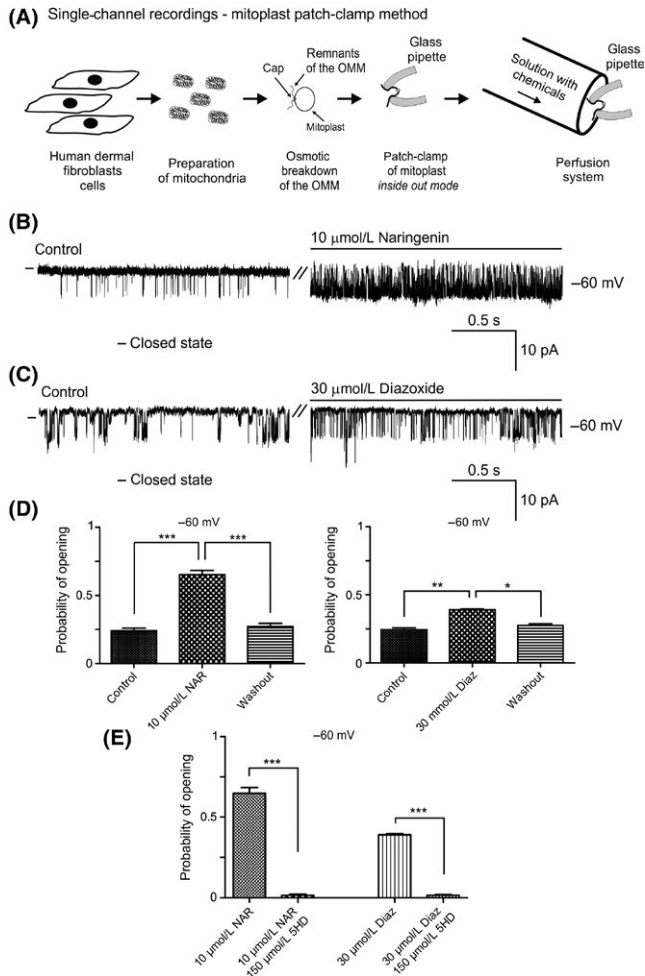 (A) Single-channel recordings - mitoplast patch-clamp method
Remnants
of the OMM
Cap
Mitoplast
Glass
pipette
Solution with
chemicals
Glass
pipette
Human dermal
fibroblasts
cells
Preparation
of mitochondria
Osmotic
breakdown
of the OMM
Patch-clamp
of mitoplast
inside out mode
Perfusion
system
(B)
Control
10 µmol/L Naringenin
–60 mV
– Closed state
0.5 s
10 pA
(C)
Control
30 µmol/L Diazoxide
–60 mV
– Closed state
0.5 s
10 pA
(D)
–60 mV
Probability of opening
1
0.5
0
***
***
Control
10 µmol/L NAR
Washout
–60 mV
Probability of opening
1
0.5
0
**
*
Control
30 mmol/L Diaz
Washout
(E)
–60 mV
Probability of opening
1
0.5
0
***
***
10 µmol/L NAR
10 µmol/L NAR
150 µmol/L 5HD
30 µmol/L Diaz
30 µmol/L Diaz
150 µmol/L 5HD